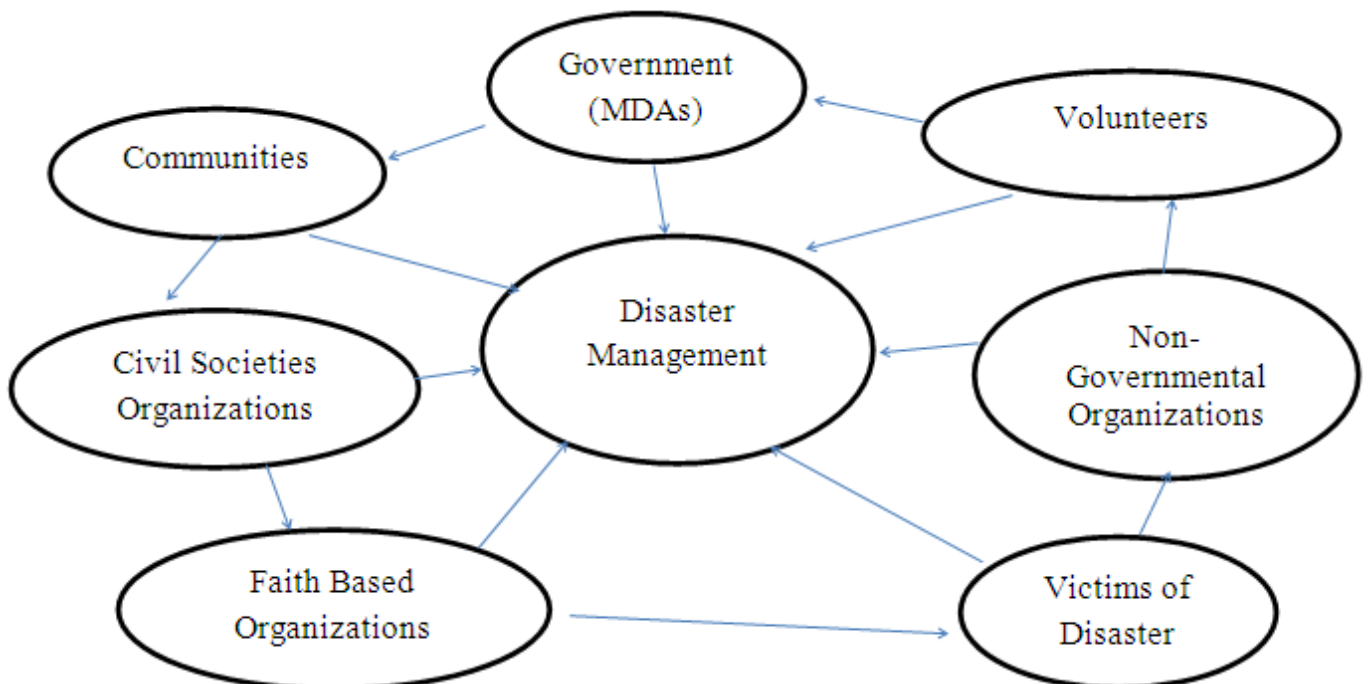 Government
(MDAs)
Volunteers
Communities
Disaster
Management
Non-
Governmental
Organizations
Civil Societies
Organizations
Faith Based
Organizations
Victims of
Disaster